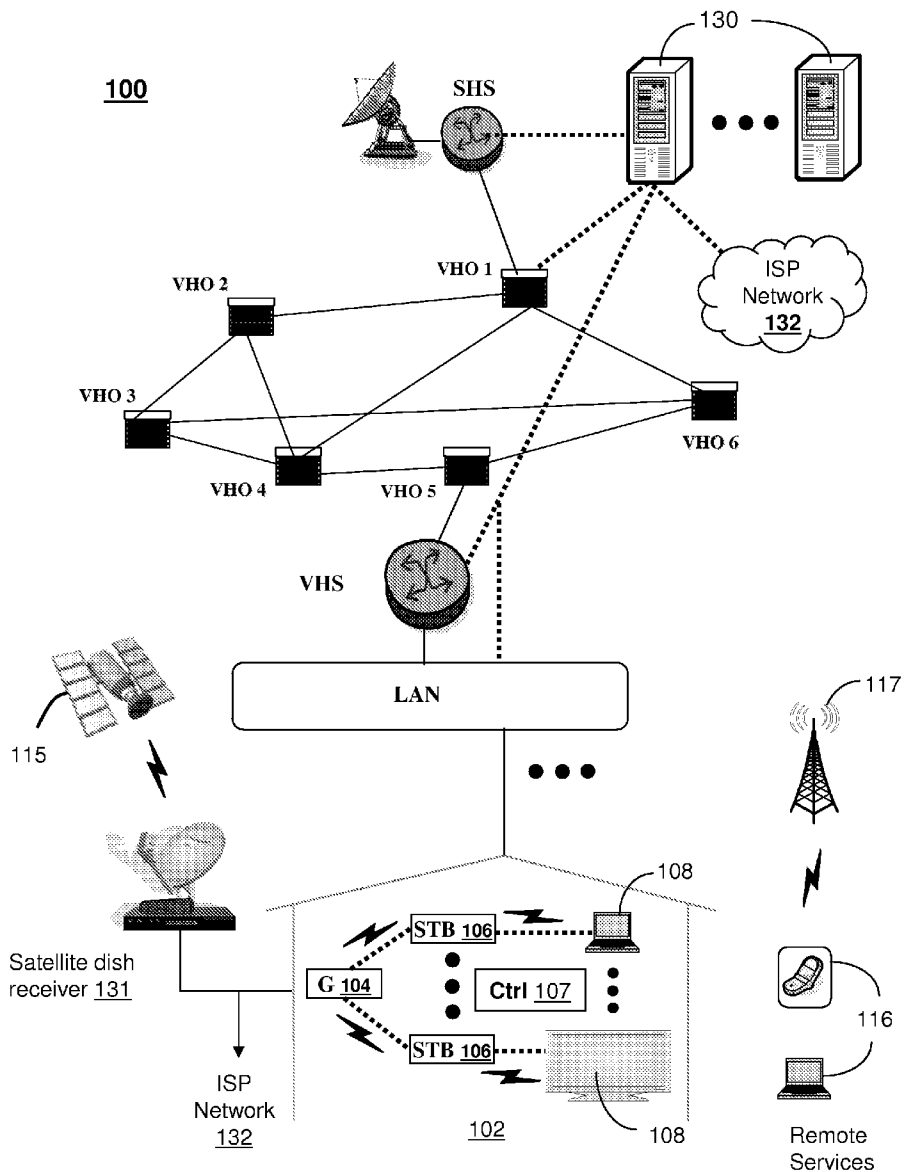 130
100
SHS
VHO 1
ISP
Network
132
VHO 2
VHO 3
VHO 6
VHO 4
VHO 5
VHS
LAN
117
115
108
STB 106
G 104
Ctrl 107
STB 106
108
Satellite dish
receiver 131
116
ISP
Network
132
102
Remote
Services